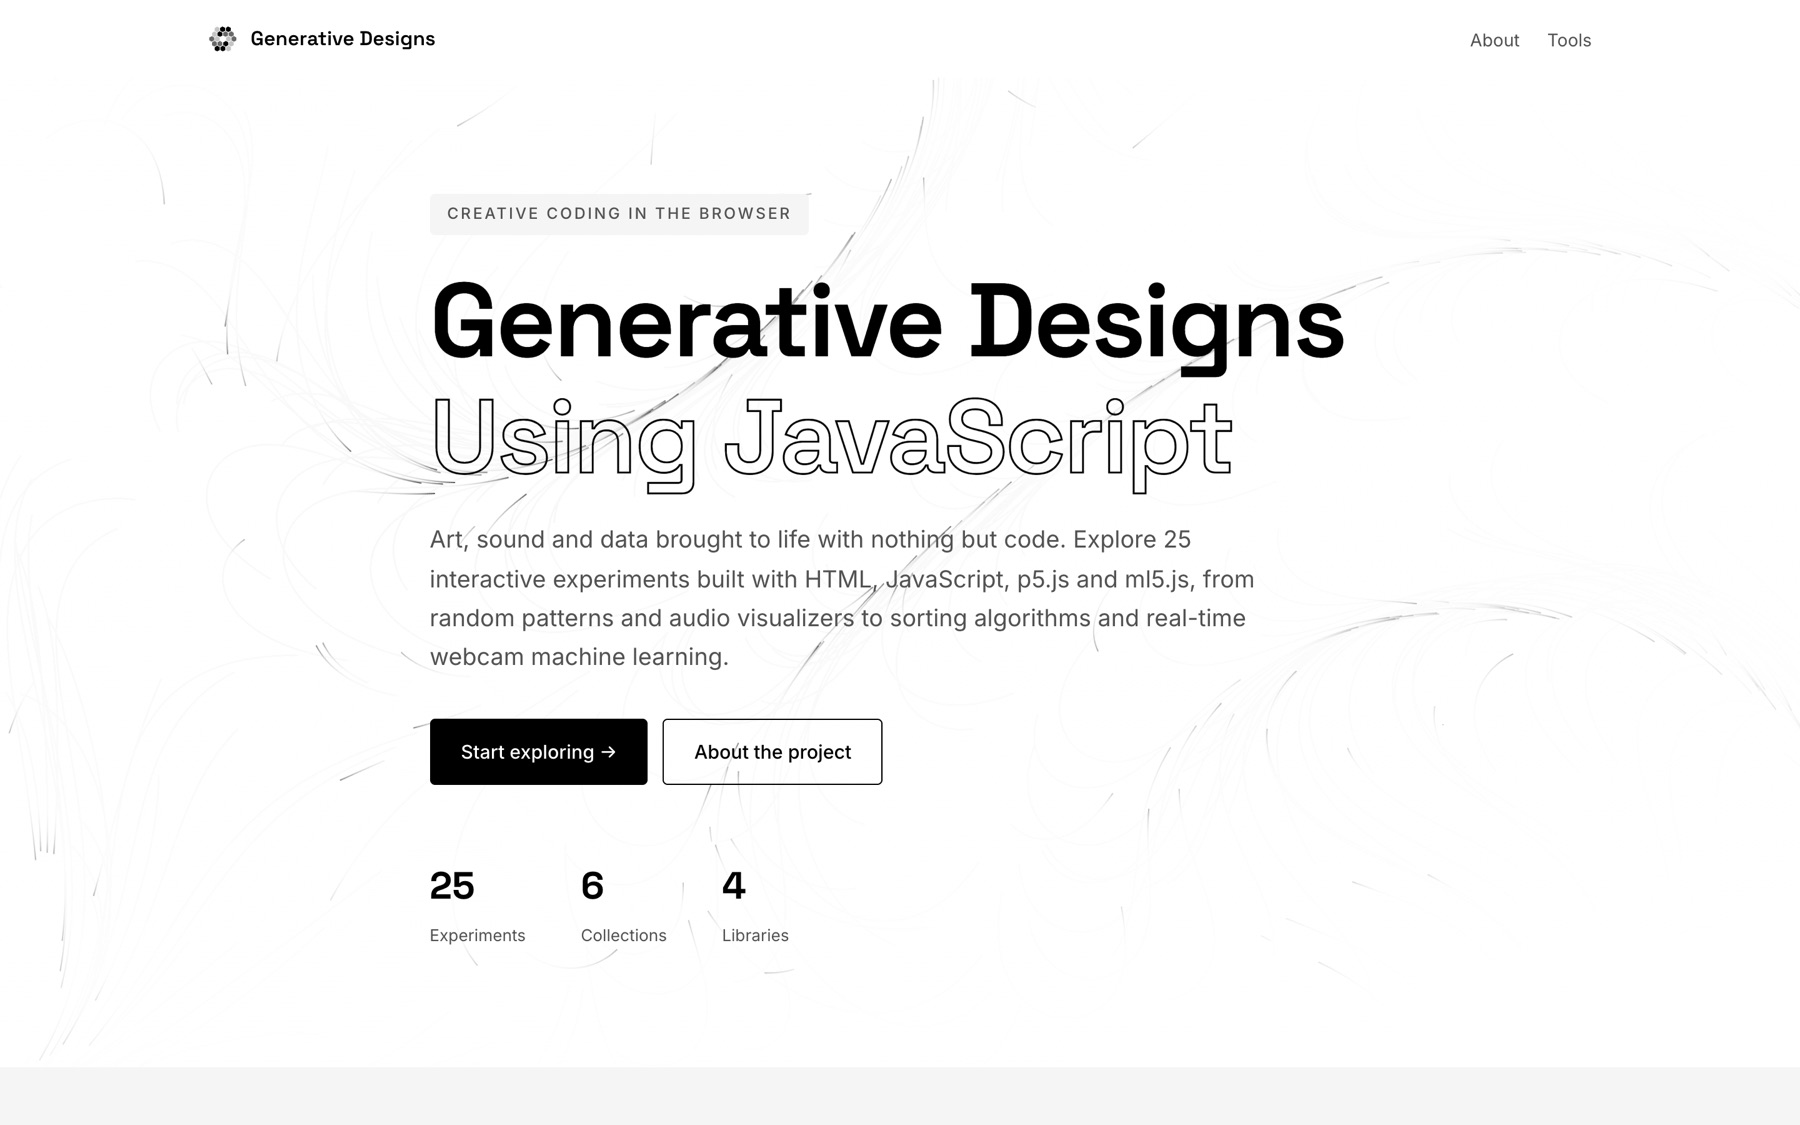 Generative Designs
About Tools
CREATIVE CODING IN THE BROWSER
Generative Designs
Using JavaScript
Art, sound and data brought to life with nothing but code. Explore 25
interactive experiments built with HTML, JavaScript, p5.js and ml5.js, from
random patterns and audio visualizers to sorting algorithms and real-time
webcam machine learning.
Start exploring → About the project
25 6 4
Experiments Collections Libraries